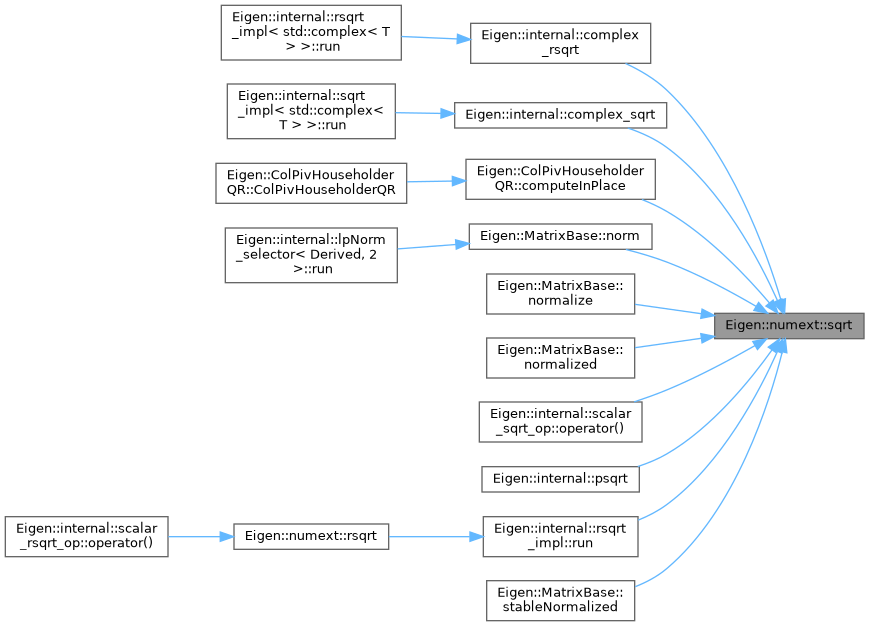 Eigen::internal::rsqrt
_impl< std::complex< T
> >::run
Eigen::internal::complex
_rsqrt
Eigen::internal::sqrt
_impl< std::complex<
T > >::run
Eigen::internal::complex_sqrt
Eigen::ColPivHouseholder
QR::ColPivHouseholderQR
Eigen::ColPivHouseholder
QR::computeInPlace
Eigen::internal::lpNorm
_selector< Derived, 2
>::run
Eigen::MatrixBase::norm
Eigen::MatrixBase::
normalize
Eigen::numext::sqrt
Eigen::MatrixBase::
normalized
Eigen::internal::scalar
_sqrt_op::operator()
Eigen::internal::psqrt
Eigen::internal::scalar
_rsqrt_op::operator()
Eigen::numext::rsqrt
Eigen::internal::rsqrt
_impl::run
Eigen::MatrixBase::
stableNormalized